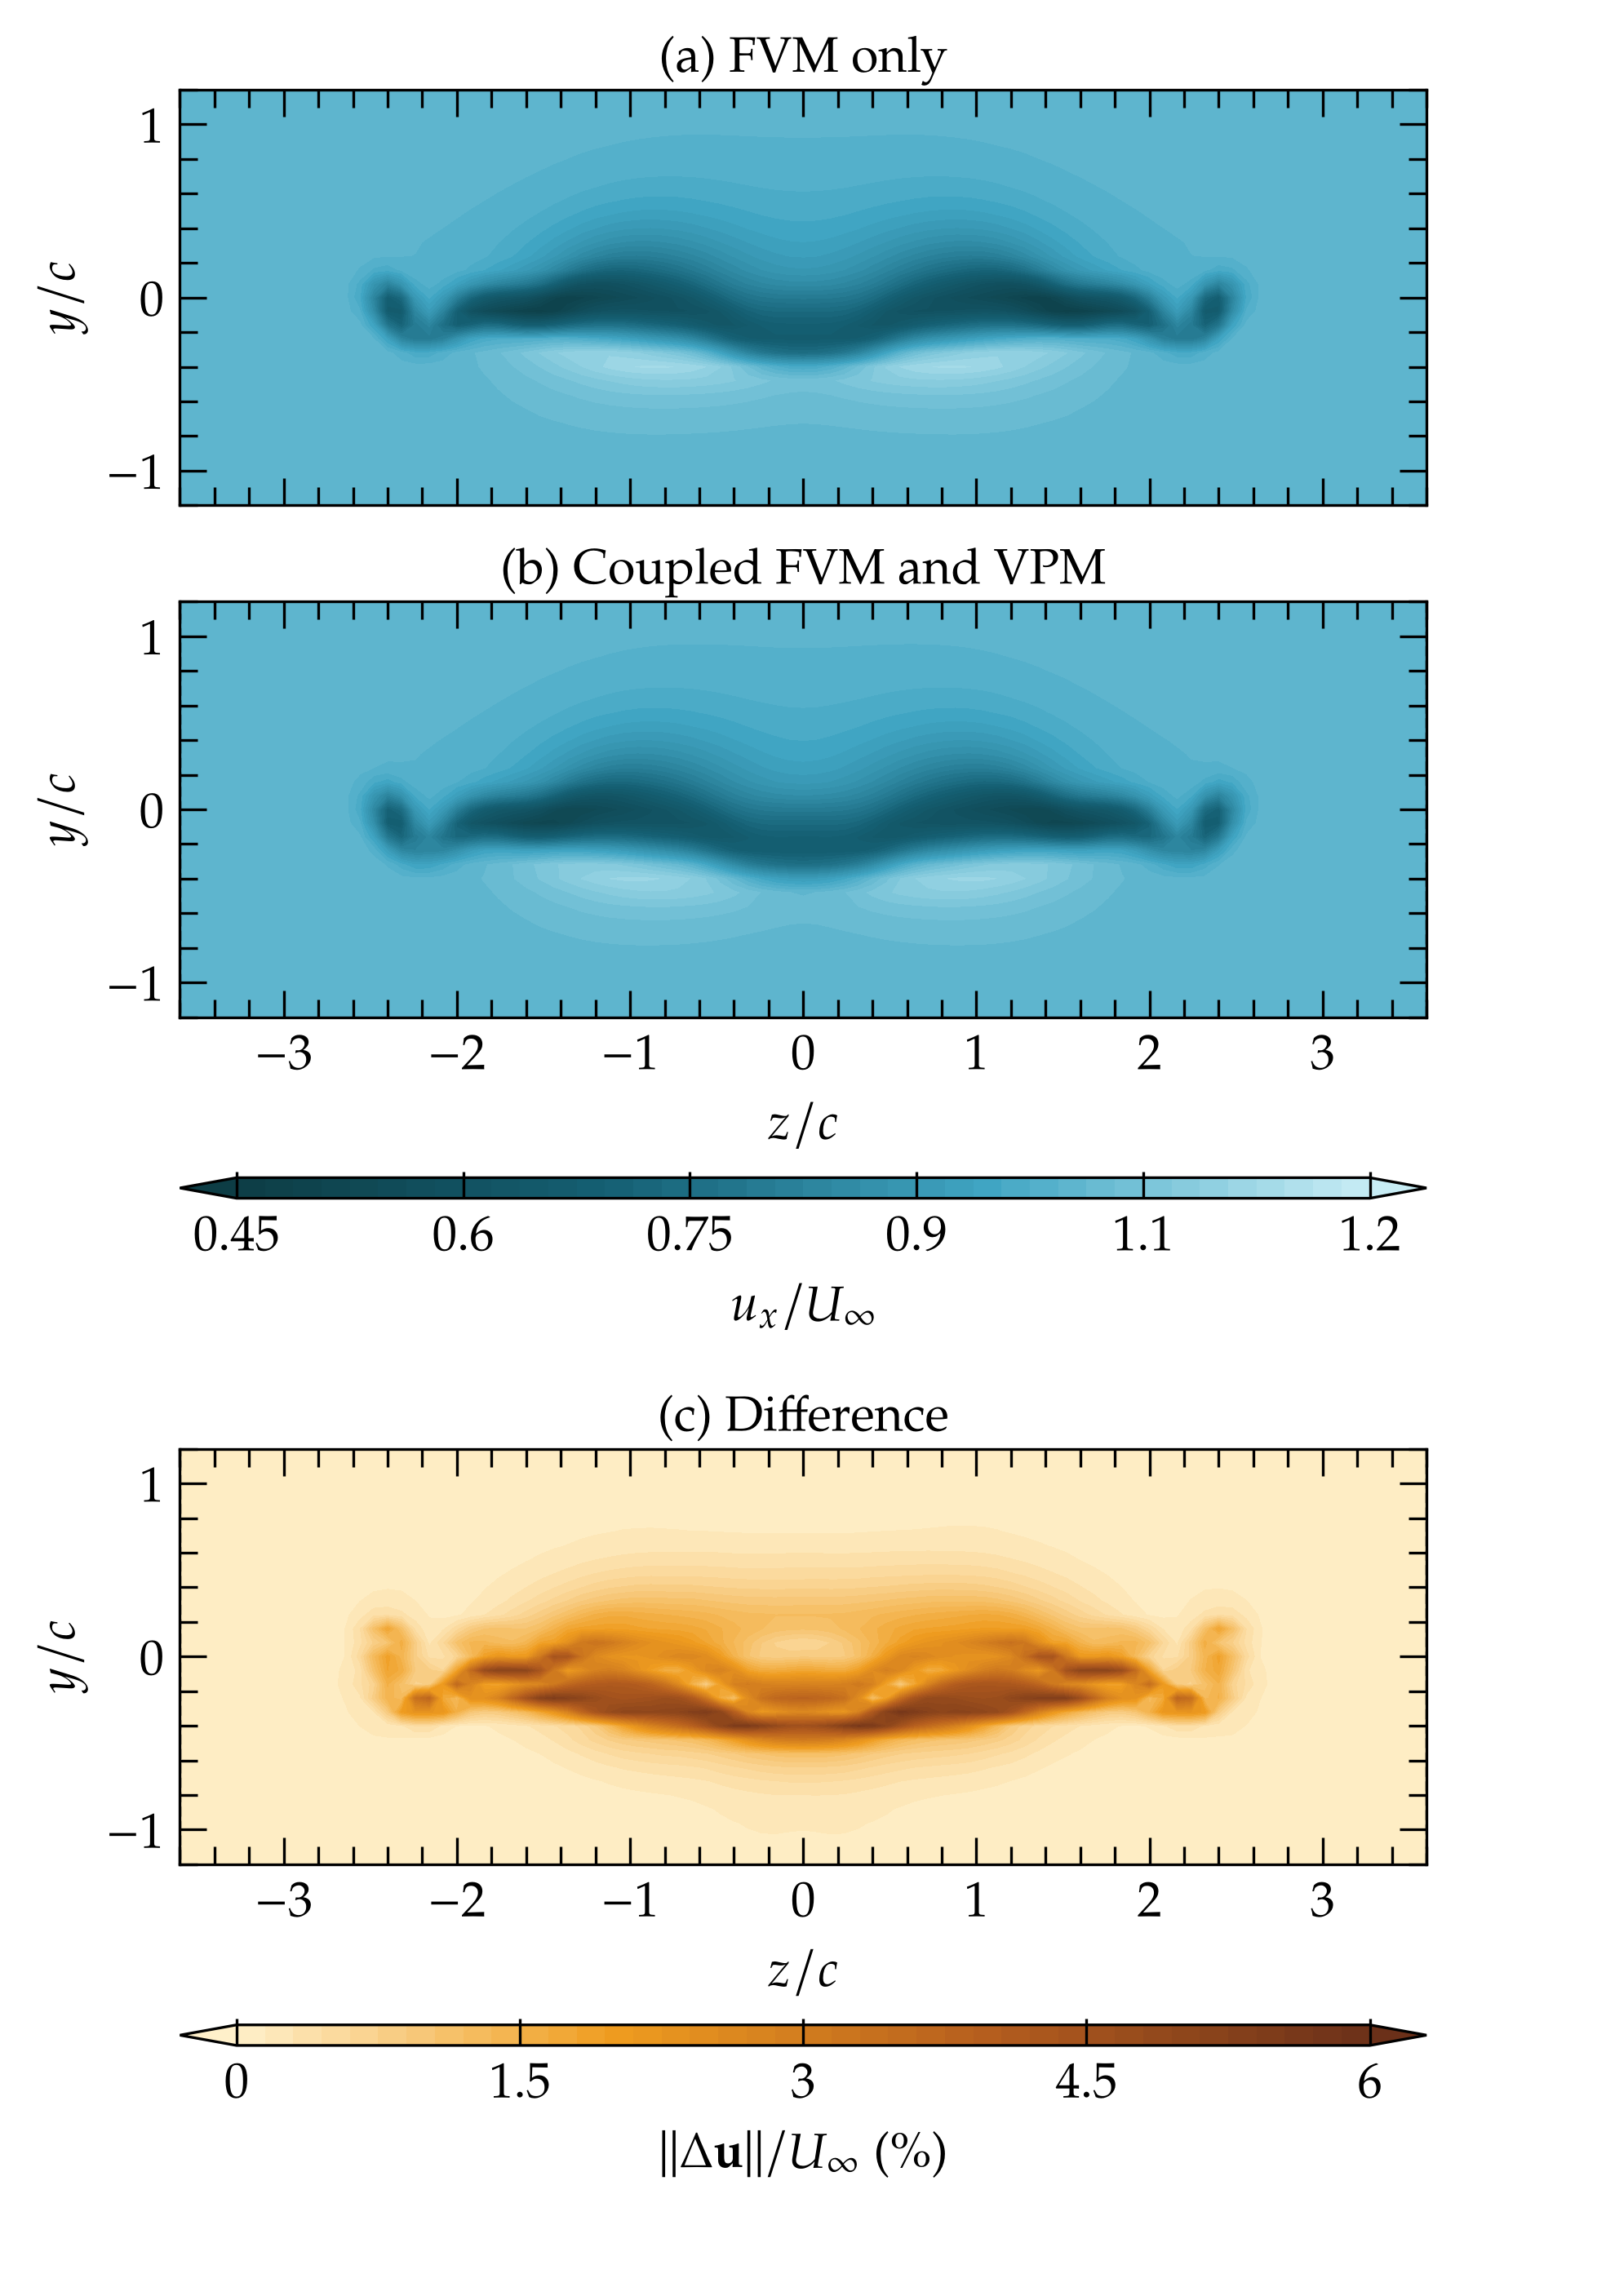 (a) FVM only
1
0
−1
y/c
(b) Coupled FVM and VPM
1
0
−1
y/c
−3 −2 −1 0 1 2 3
z/c
0.45 0.6 0.75 0.9 1.1 1.2
u_x/U_∞
(c) Difference
1
0
−1
y/c
−3 −2 −1 0 1 2 3
z/c
0 1.5 3 4.5 6
||Δ𝐮||/U_∞ (%)